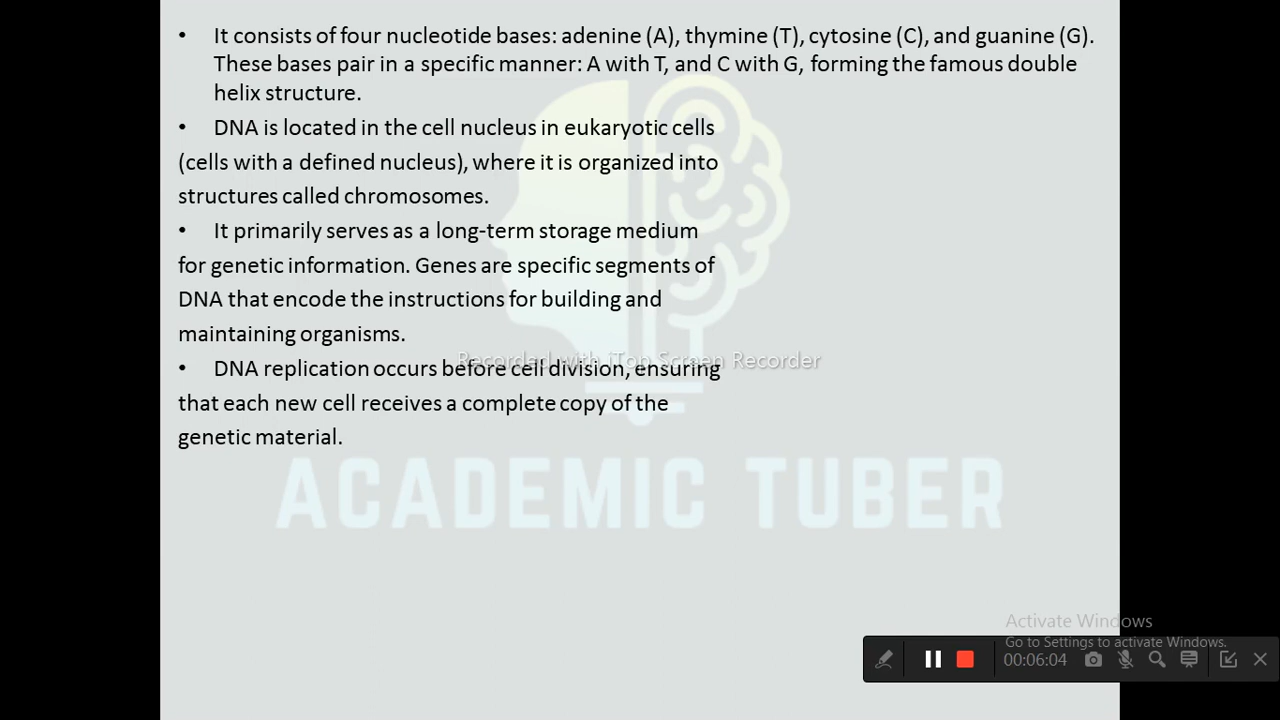 • It consists of four nucleotide bases: adenine (A), thymine (T), cytosine (C), and guanine (G).
These bases pair in a specific manner: A with T, and C with G, forming the famous double
helix structure.
• DNA is located in the cell nucleus in eukaryotic cells
(cells with a defined nucleus), where it is organized into
structures called chromosomes.
• It primarily serves as a long-term storage medium
for genetic information. Genes are specific segments of
DNA that encode the instructions for building and
maintaining organisms.
Recorded with iTop Screen Recorder
• DNA replication occurs before cell division, ensuring
that each new cell receives a complete copy of the
genetic material.
ACADEMIC TUBER
Activate Windows
Go to Settings to activate Windows.
00:06:04